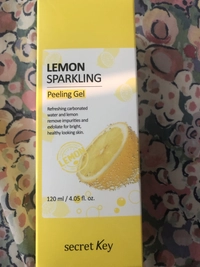 LEMON
SPARKLING
Peeling Gel
Refreshing carbonated
water and lemon
remove impurities and
exfoliate for bright,
healthy looking skin.
120 ml / 4.05 fl. oz.
secret Key